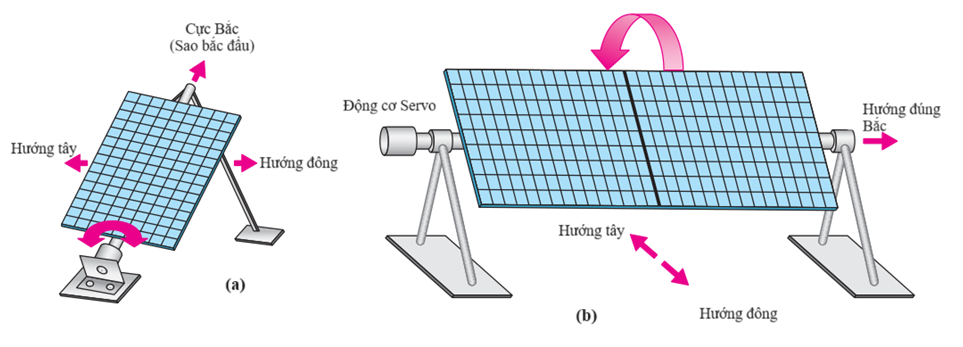 Cực Bắc
(Sao bắc đẩu)
Hướng tây
Hướng đông
(a)
Động cơ Servo
Hướng đúng
Bắc
Hướng tây
Hướng đông
(b)